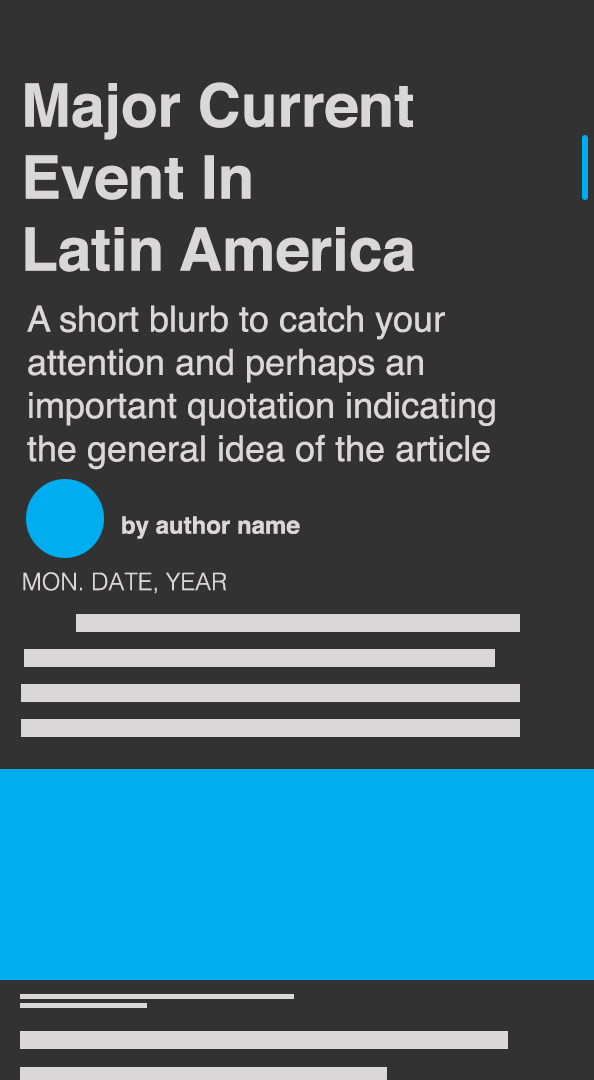 Major Current
Event In
Latin America
A short blurb to catch your
attention and perhaps an
important quotation indicating
the general idea of the article
by author name
MON. DATE, YEAR